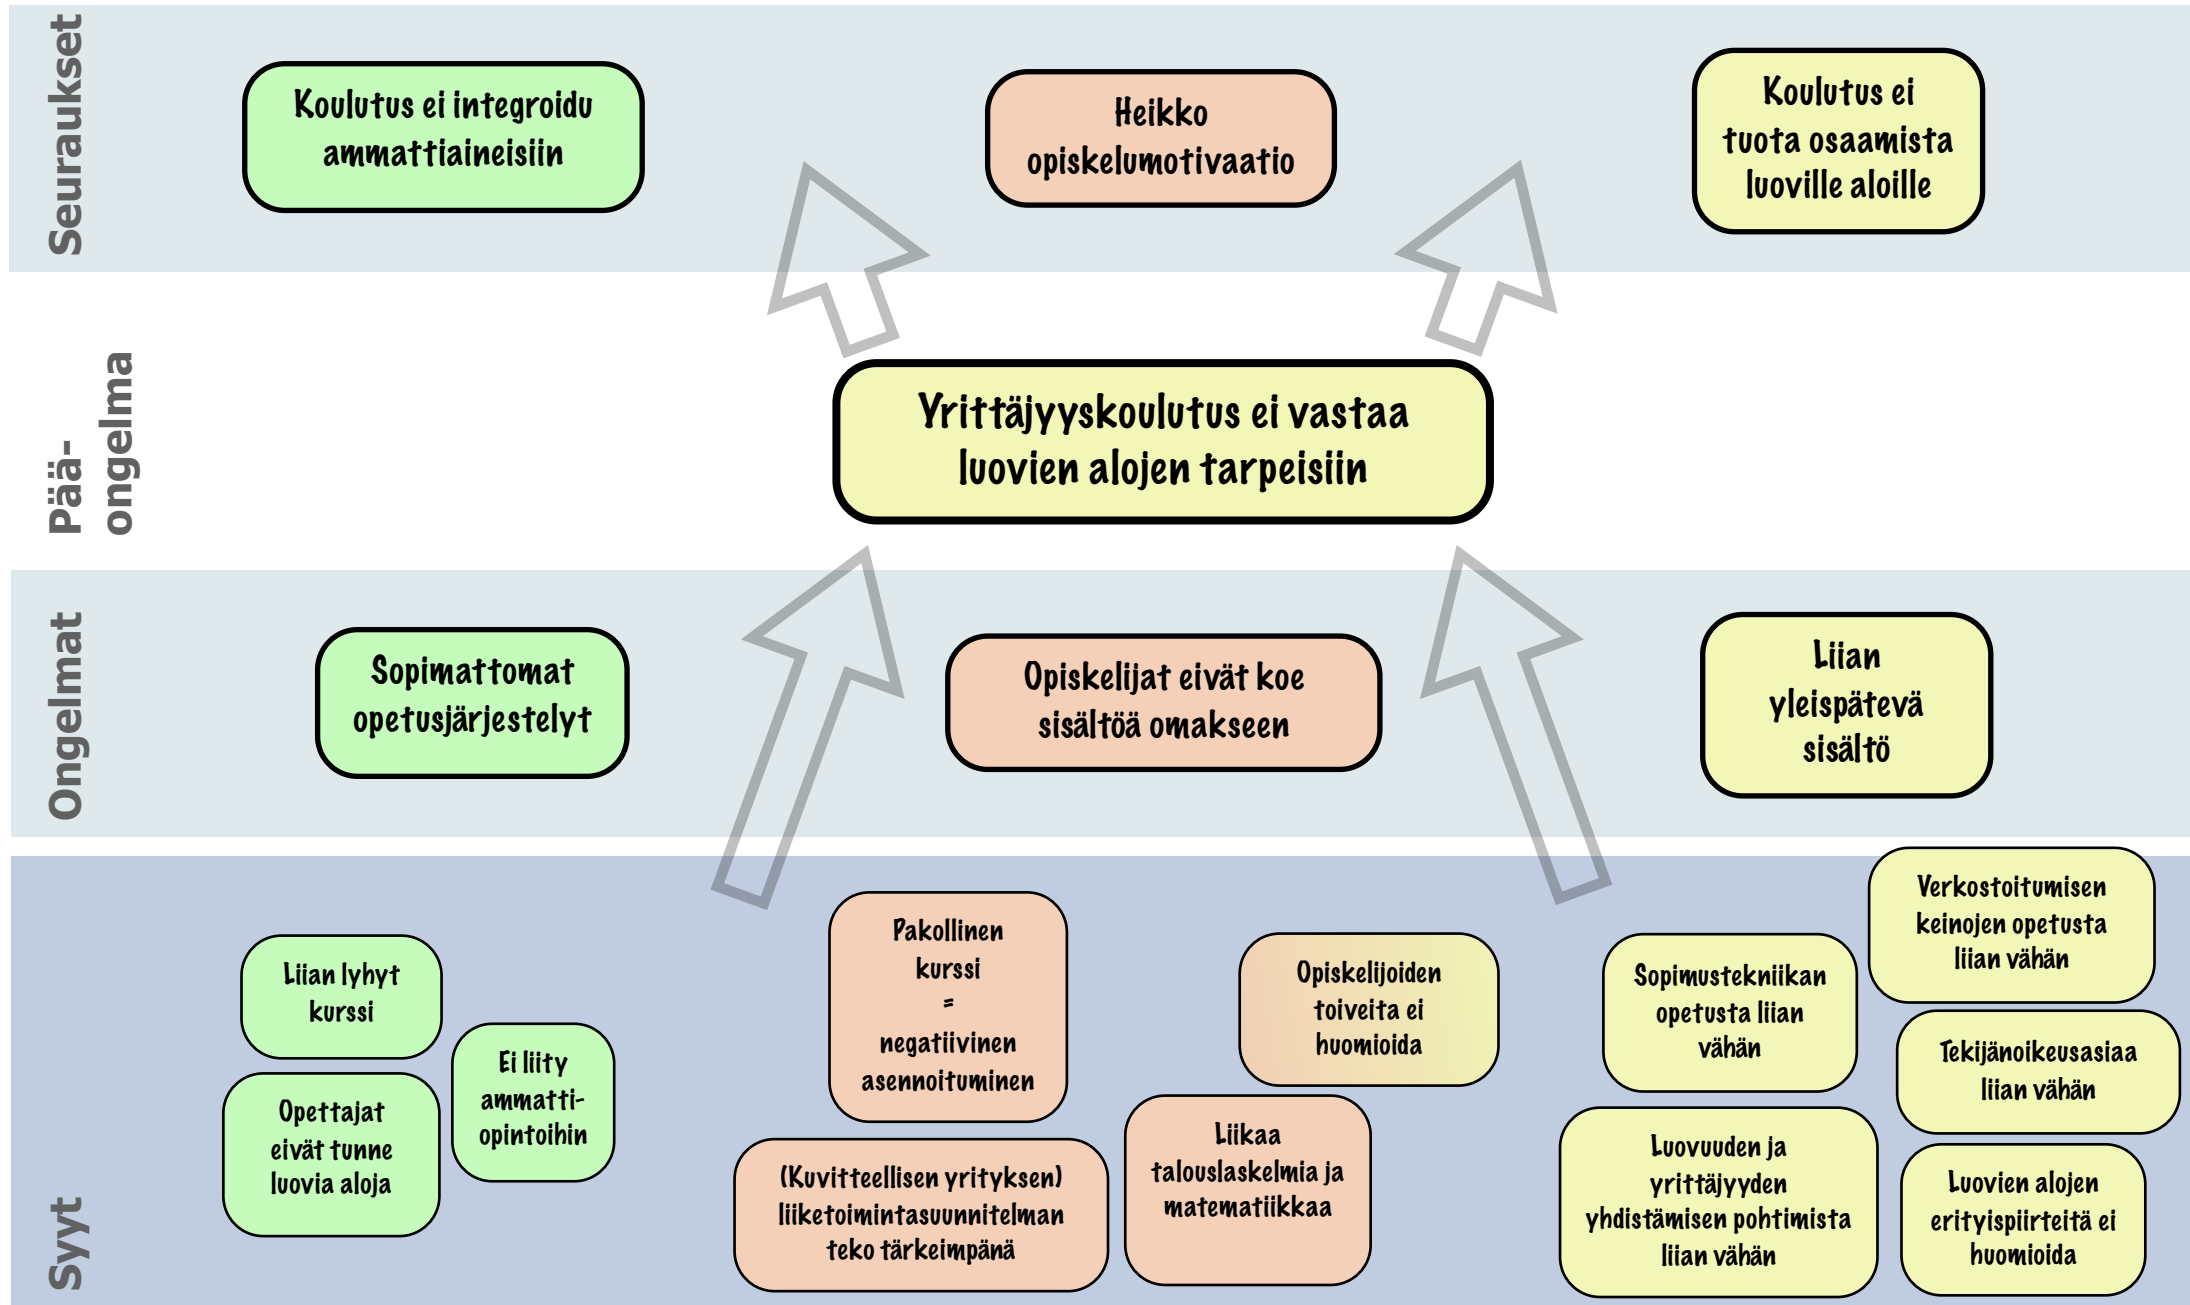 Seuraukset
Koulutus ei integroidu
ammattiaineisiin
Heikko
opiskelumotivaatio
Koulutus ei
tuota osaamista
luoville aloille
Pää-
ongelma
Yrittäjyyskoulutus ei vastaa
luovien alojen tarpeisiin
Ongelmat
Sopimattomat
opetusjärjestelyt
Opiskelijat eivät koe
sisältöä omakseen
Liian
yleispätevä
sisältö
Syyt
Liian lyhyt
kurssi
Ei liity
ammatti-
opintoihin
Opettajat
eivät tunne
luovia aloja
Pakollinen
kurssi
=
negatiivinen
asennoituminen
(Kuvitteellisen yrityksen)
liiketoimintasuunnitelman
teko tärkeimpänä
Opiskelijoiden
toiveita ei
huomioida
Liikaa
talouslaskelmia ja
matematiikkaa
Sopimustekniikan
opetusta liian
vähän
Verkostoitumisen
keinojen opetusta
liian vähän
Tekijänoikeusasiaa
liian vähän
Luovuuden ja
yrittäjyyden
yhdistämisen pohtimista
liian vähän
Luovien alojen
erityispiirteitä ei
huomioida